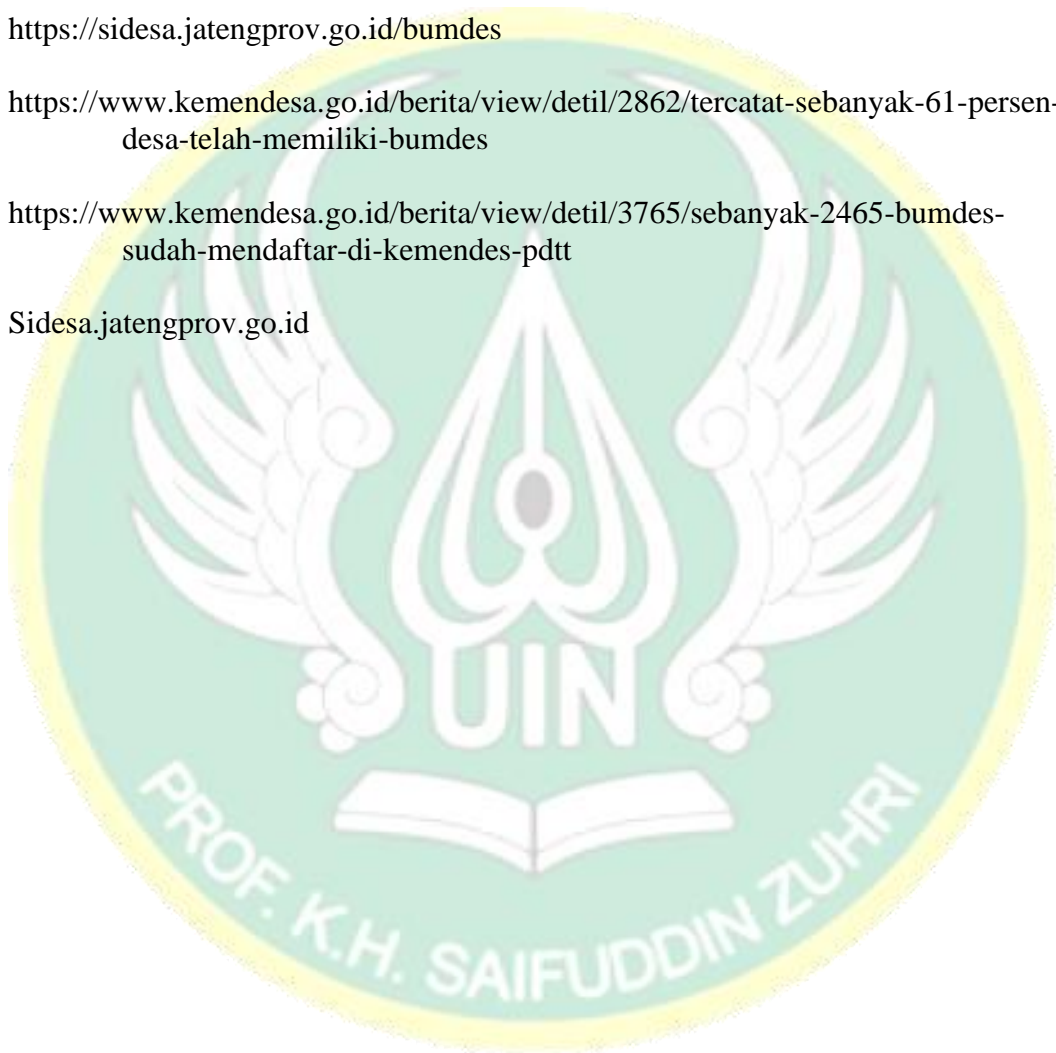 https://sidesa.jatengprov.go.id/bumdes
https://www.kemendesa.go.id/berita/view/detil/2862/tercatat-sebanyak-61-persen-
desa-telah-memiliki-bumdes
https://www.kemendesa.go.id/berita/view/detil/3765/sebanyak-2465-bumdes-
sudah-mendaftar-di-kemendes-pdtt
Sidesa.jatengprov.go.id
UIN
PROF. K.H. SAIFUDDIN ZUHRI